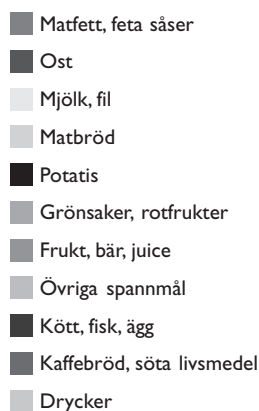 Matfett, feta såser
Ost
Mjölk, fil
Matbröd
Potatis
Grönsaker, rotfrukter
Frukt, bär, juice
Övriga spannmål
Kött, fisk, ägg
Kaffebröd, söta livsmedel
Drycker